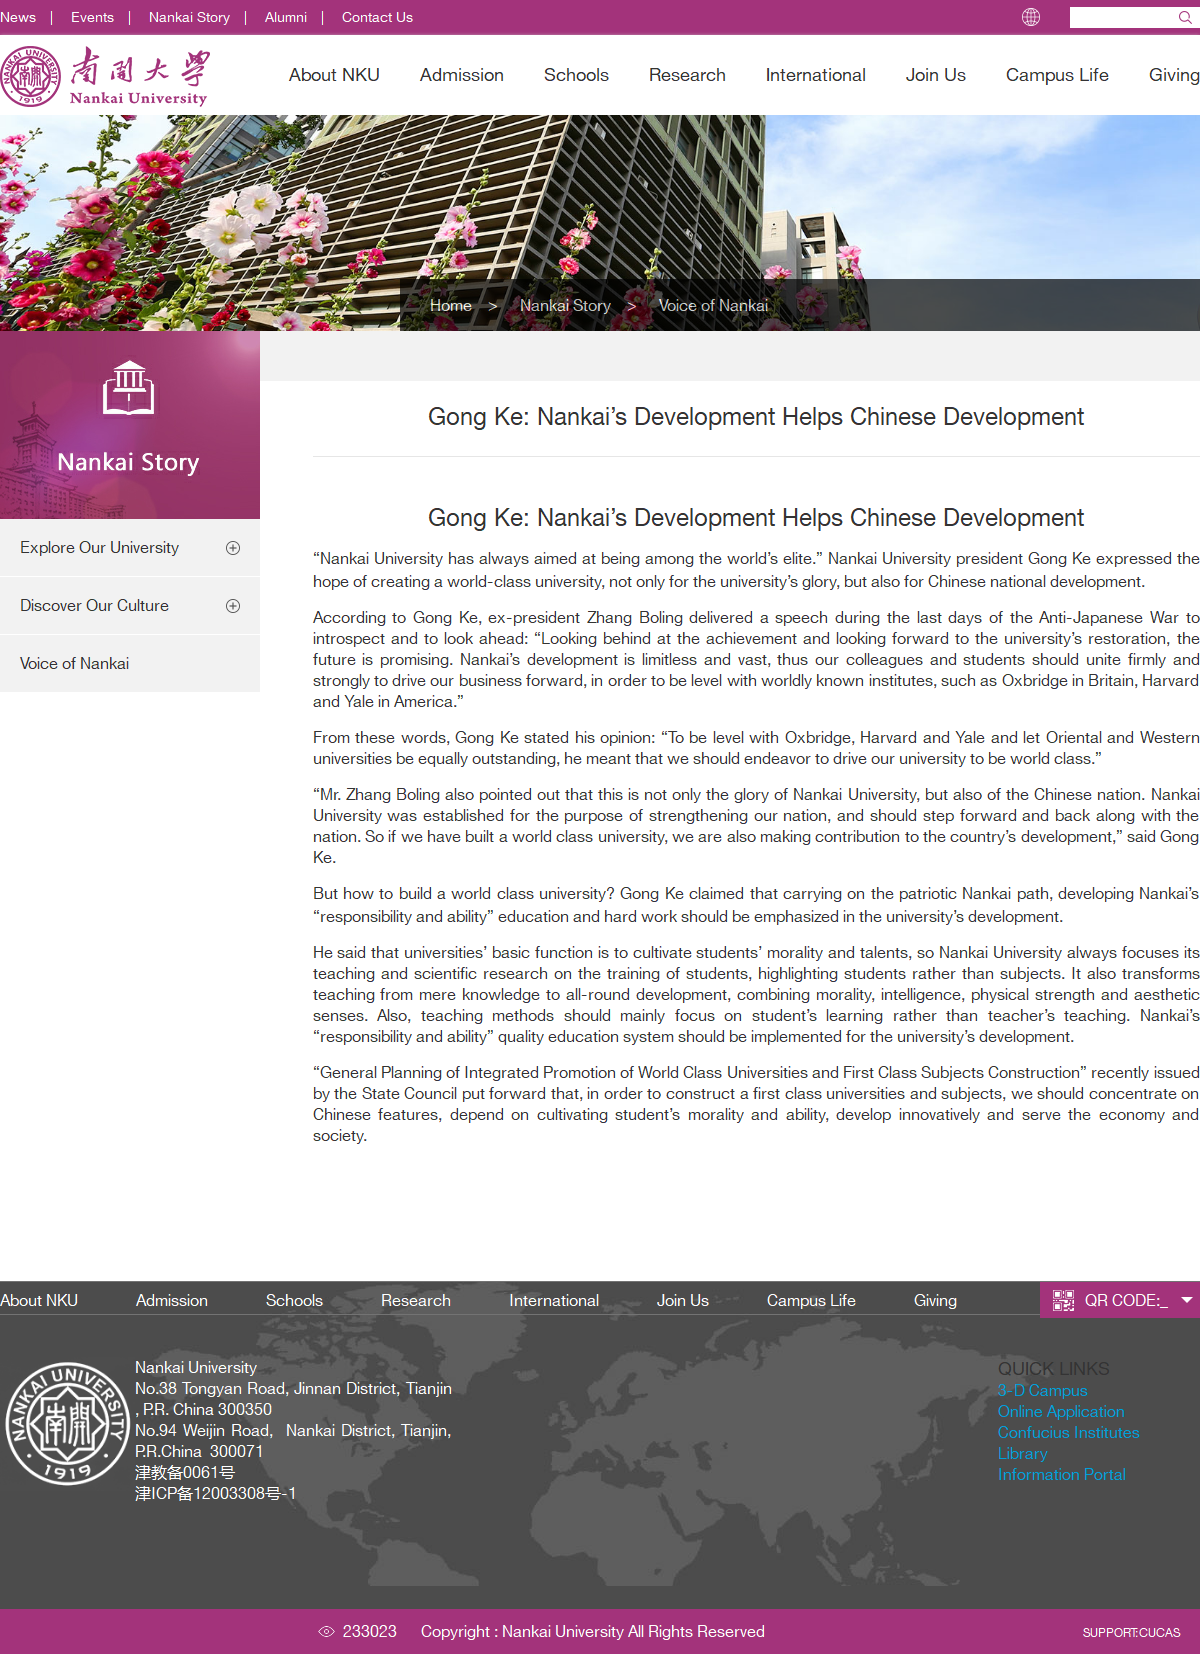 News | Events | Nankai Story | Alumni | Contact Us
NANKAI UNIVERSITY
1919
南開大學
Nankai University
About NKU Admission Schools Research International Join Us Campus Life Giving
Home > Nankai Story > Voice of Nankai
Nankai Story
Explore Our University
Discover Our Culture
Voice of Nankai
Gong Ke: Nankai’s Development Helps Chinese Development
Gong Ke: Nankai’s Development Helps Chinese Development
“Nankai University has always aimed at being among the world’s elite.” Nankai University president Gong Ke expressed the
hope of creating a world-class university, not only for the university’s glory, but also for Chinese national development.
According to Gong Ke, ex-president Zhang Boling delivered a speech during the last days of the Anti-Japanese War to
introspect and to look ahead: “Looking behind at the achievement and looking forward to the university’s restoration, the
future is promising. Nankai’s development is limitless and vast, thus our colleagues and students should unite firmly and
strongly to drive our business forward, in order to be level with worldly known institutes, such as Oxbridge in Britain, Harvard
and Yale in America.”
From these words, Gong Ke stated his opinion: “To be level with Oxbridge, Harvard and Yale and let Oriental and Western
universities be equally outstanding, he meant that we should endeavor to drive our university to be world class.”
“Mr. Zhang Boling also pointed out that this is not only the glory of Nankai University, but also of the Chinese nation. Nankai
University was established for the purpose of strengthening our nation, and should step forward and back along with the
nation. So if we have built a world class university, we are also making contribution to the country’s development,” said Gong
Ke.
But how to build a world class university? Gong Ke claimed that carrying on the patriotic Nankai path, developing Nankai’s
“responsibility and ability” education and hard work should be emphasized in the university’s development.
He said that universities’ basic function is to cultivate students’ morality and talents, so Nankai University always focuses its
teaching and scientific research on the training of students, highlighting students rather than subjects. It also transforms
teaching from mere knowledge to all-round development, combining morality, intelligence, physical strength and aesthetic
senses. Also, teaching methods should mainly focus on student’s learning rather than teacher’s teaching. Nankai’s
“responsibility and ability” quality education system should be implemented for the university’s development.
“General Planning of Integrated Promotion of World Class Universities and First Class Subjects Construction” recently issued
by the State Council put forward that, in order to construct a first class universities and subjects, we should concentrate on
Chinese features, depend on cultivating student’s morality and ability, develop innovatively and serve the economy and
society.
About NKU Admission Schools Research International Join Us Campus Life Giving QR CODE:_
NANKAI UNIVERSITY
南開
1919
Nankai University
No.38 Tongyan Road, Jinnan District, Tianjin
, P.R. China 300350
No.94 Weijin Road, Nankai District, Tianjin,
P.R.China 300071
津教备0061号
津ICP备12003308号-1
QUICK LINKS
3-D Campus
Online Application
Confucius Institutes
Library
Information Portal
233023 Copyright : Nankai University All Rights Reserved
SUPPORT:CUCAS